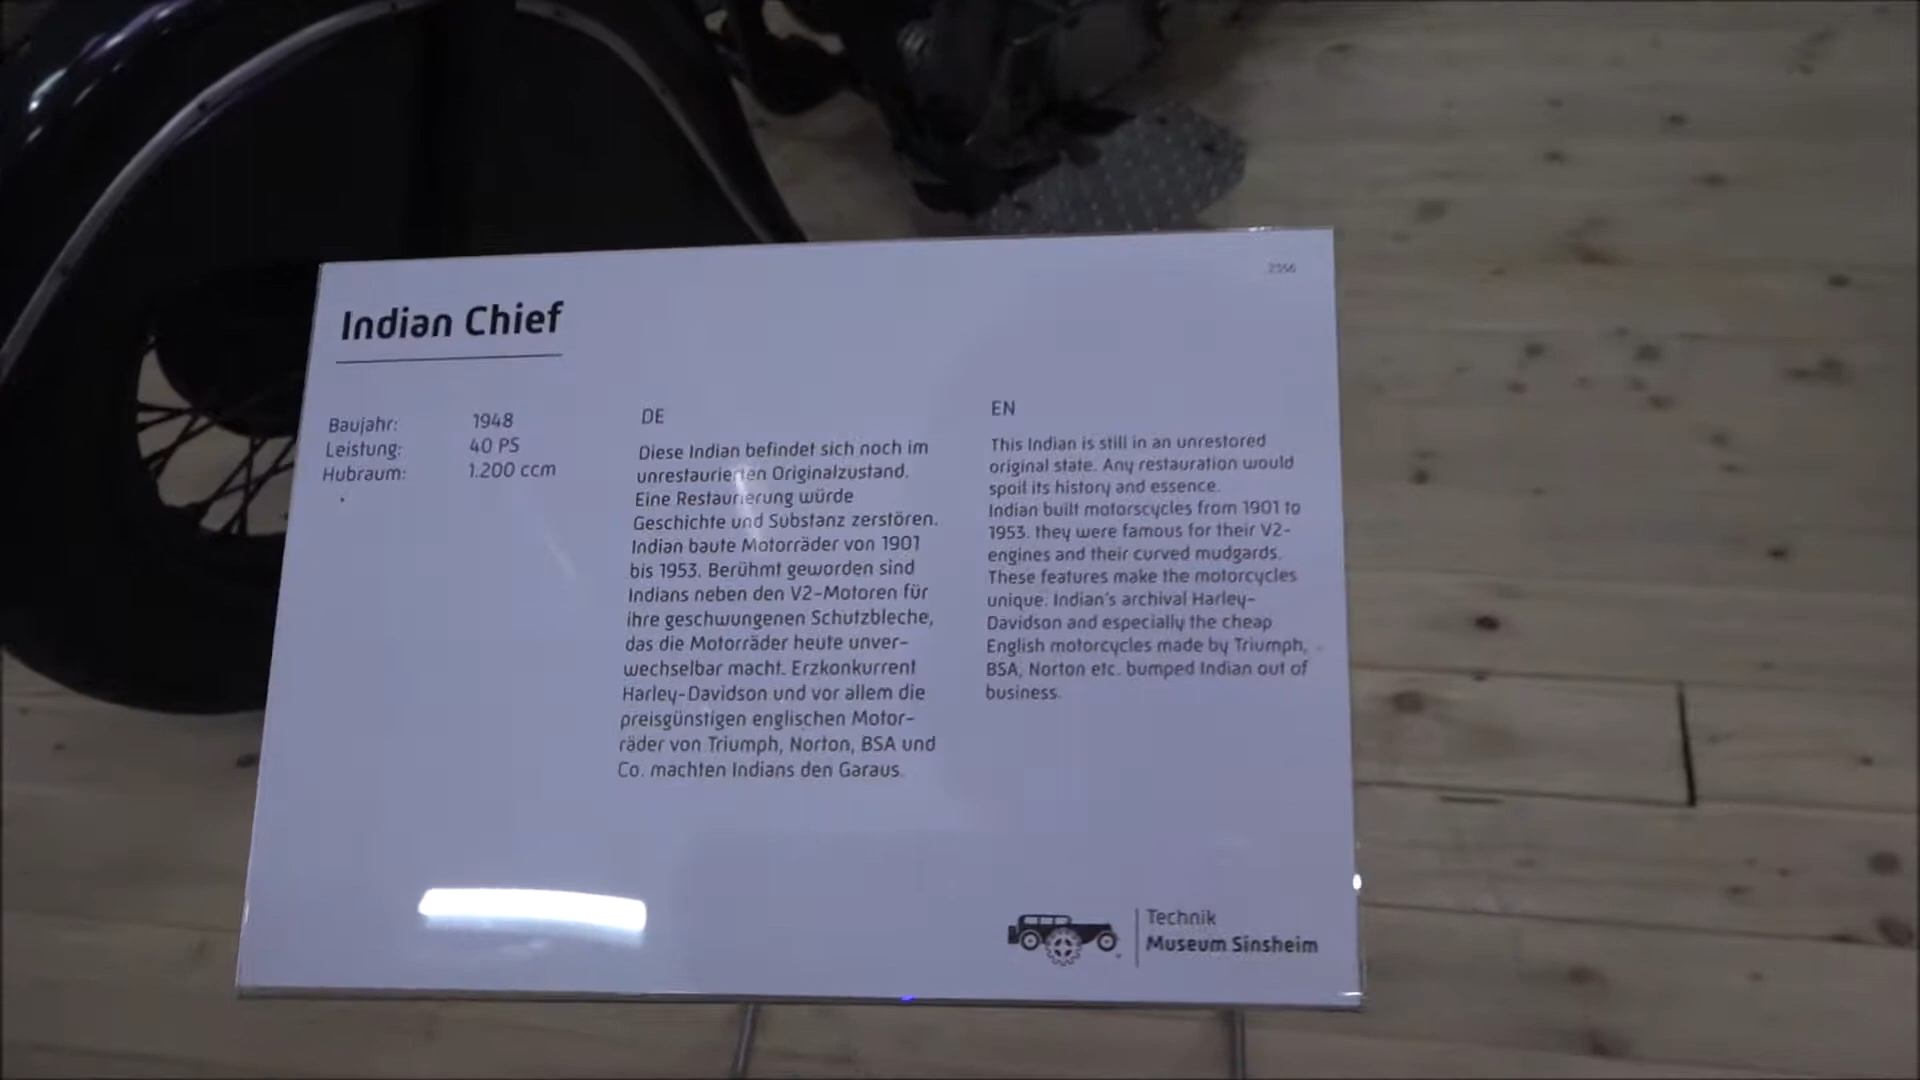 2356
Indian Chief
Baujahr: 1948
Leistung: 40 PS
Hubraum: 1.200 ccm
DE
Diese Indian befindet sich noch im
unrestaurierten Originalzustand.
Eine Restaurierung würde
Geschichte und Substanz zerstören.
Indian baute Motorräder von 1901
bis 1953. Berühmt geworden sind
Indians neben den V2-Motoren für
ihre geschwungenen Schutzbleche,
das die Motorräder heute unver-
wechselbar macht. Erzkonkurrent
Harley-Davidson und vor allem die
preisgünstigen englischen Motor-
räder von Triumph, Norton, BSA und
Co. machten Indians den Garaus.
EN
This Indian is still in an unrestored
original state. Any restauration would
spoil its history and essence.
Indian built motorscycles from 1901 to
1953. they were famous for their V2-
engines and their curved mudgards.
These features make the motorcycles
unique. Indian's archival Harley-
Davidson and especially the cheap
English motorcycles made by Triumph,
BSA, Norton etc. bumped Indian out of
business.
Technik
Museum Sinsheim